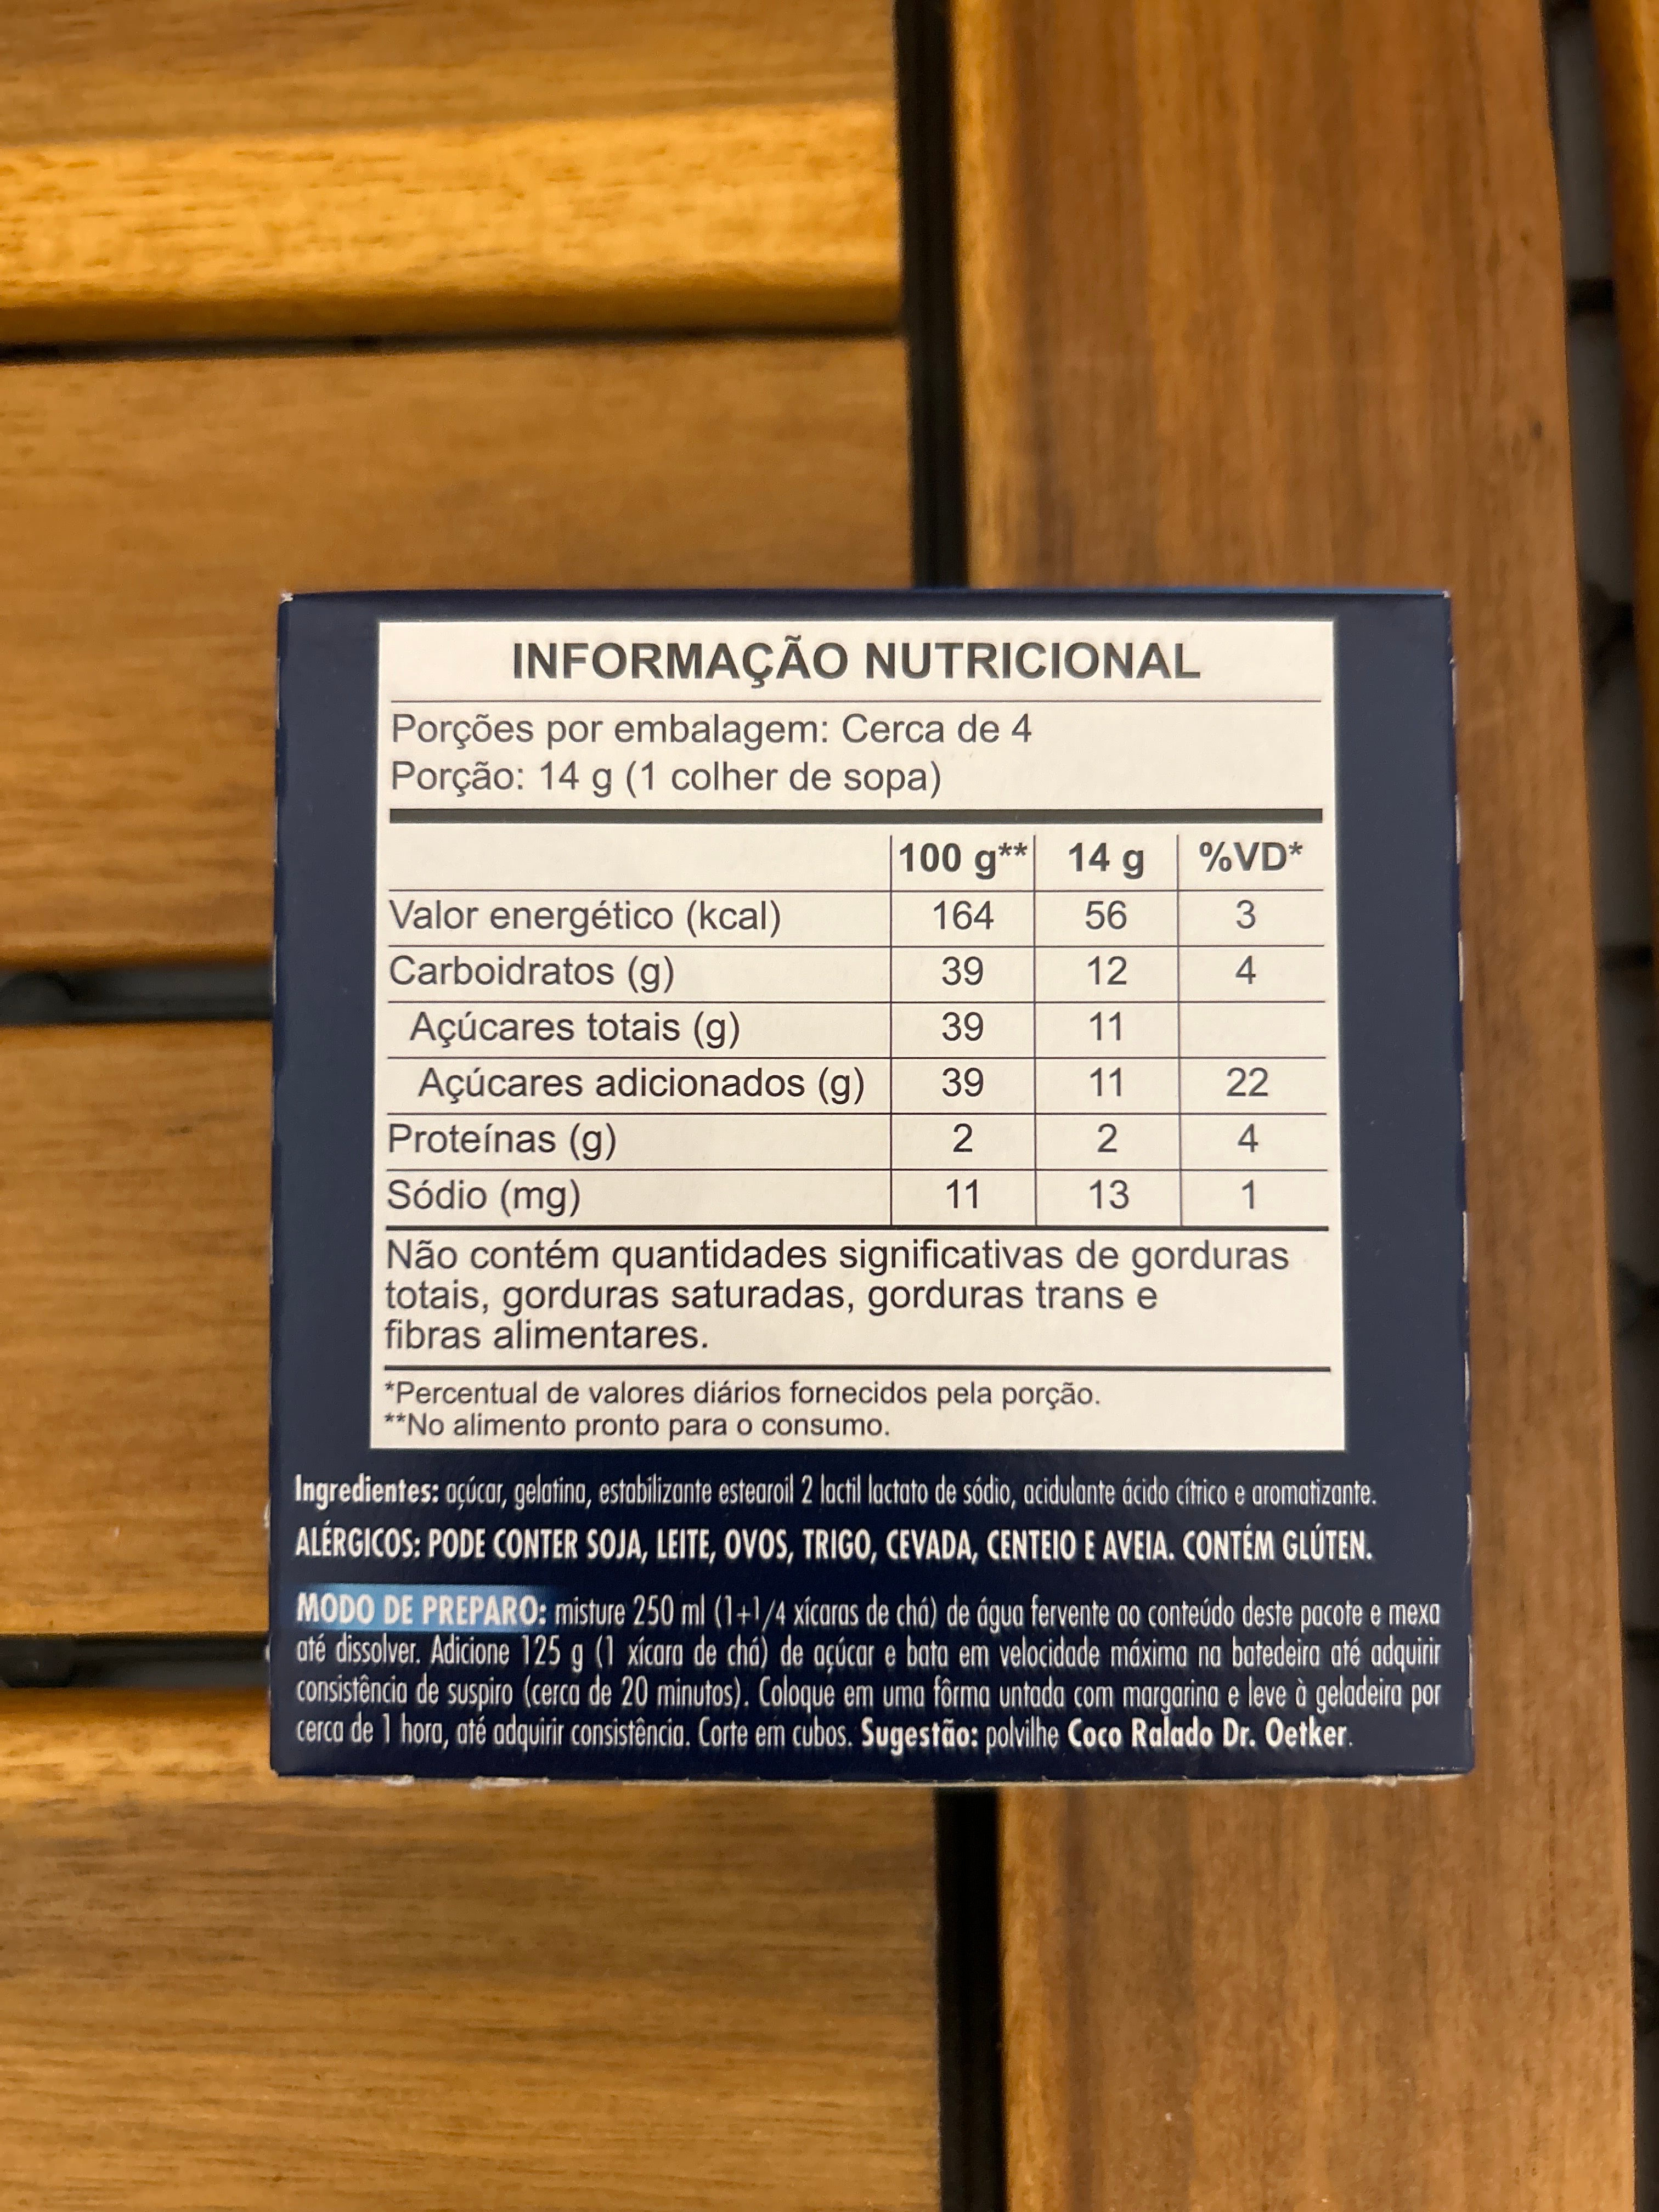 INFORMAÇÃO NUTRICIONAL
Porções por embalagem: Cerca de 4
Porção: 14 g (1 colher de sopa)
100 g** 14 g %VD*
Valor energético (kcal) 164 56 3
Carboidratos (g) 39 12 4
Açúcares totais (g) 39 11
Açúcares adicionados (g) 39 11 22
Proteínas (g) 2 2 4
Sódio (mg) 11 13 1
Não contém quantidades significativas de gorduras
totais, gorduras saturadas, gorduras trans e
fibras alimentares.
*Percentual de valores diários fornecidos pela porção.
**No alimento pronto para o consumo.
Ingredientes: açúcar, gelatina, estabilizante estearoil 2 lactil lactato de sódio, acidulante ácido cítrico e aromatizante.
ALÉRGICOS: PODE CONTER SOJA, LEITE, OVOS, TRIGO, CEVADA, CENTEIO E AVEIA. CONTÉM GLÚTEN.
MODO DE PREPARO: misture 250 ml (1+1/4 xícaras de chá) de água fervente ao conteúdo deste pacote e mexa
até dissolver. Adicione 125 g (1 xícara de chá) de açúcar e bata em velocidade máxima na batedeira até adquirir
consistência de suspiro (cerca de 20 minutos). Coloque em uma fôrma untada com margarina e leve à geladeira por
cerca de 1 hora, até adquirir consistência. Corte em cubos. Sugestão: polvilhe Coco Ralado Dr. Oetker.